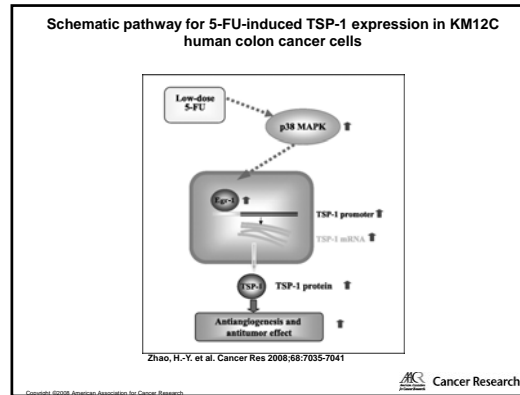 Schematic pathway for 5-FU-induced TSP-1 expression in KM12C
human colon cancer cells
Low-dose
5-FU
p38 MAPK
Egr-1
TSP-1 promoter
TSP-1 mRNA
TSP-1
TSP-1 protein
Antiangiogenesis and
antitumor effect
Zhao, H.-Y. et al. Cancer Res 2008;68:7035-7041
Copyright ©2008 American Association for Cancer Research
AACR
Cancer Research